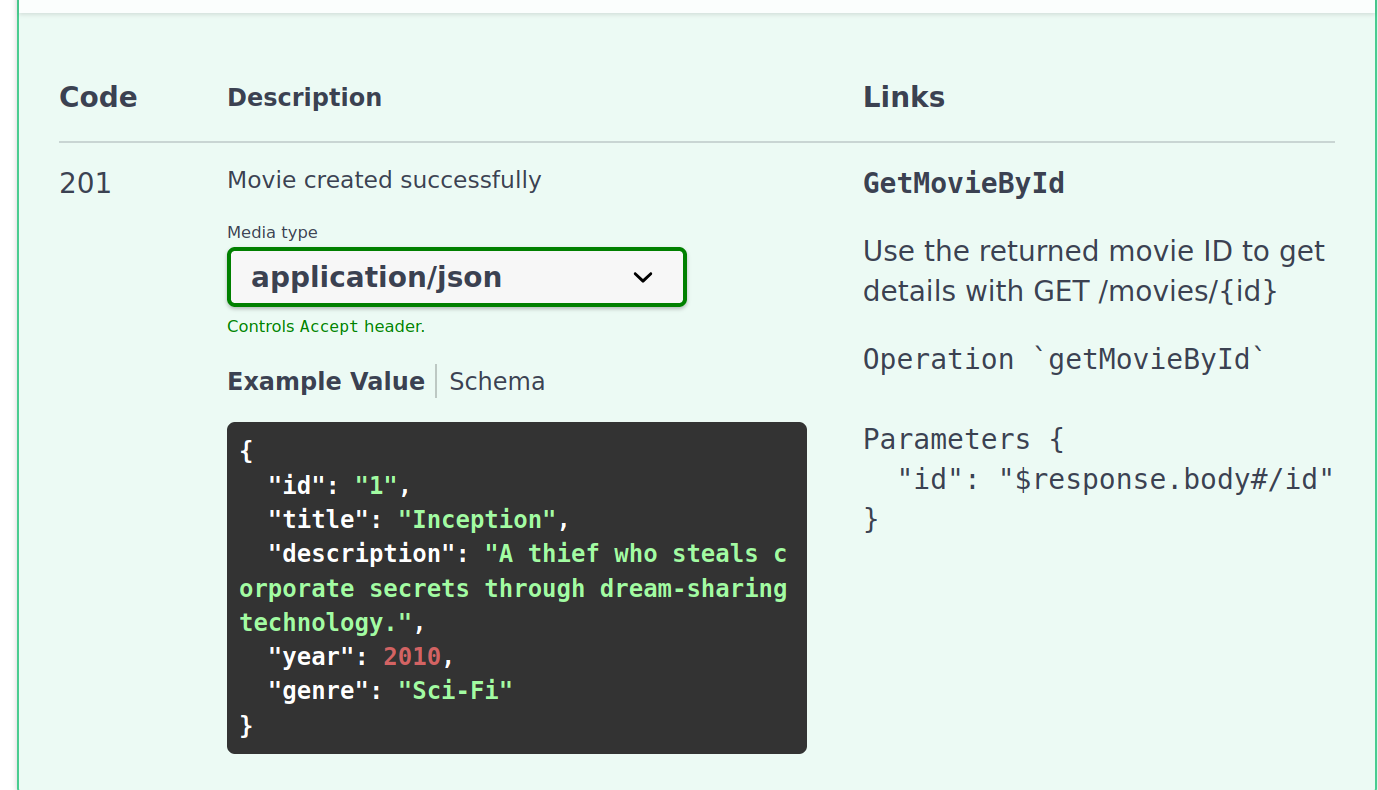 Code Description Links
201 Movie created successfully
Media type
application/json
Controls Accept header.
Example Value Schema
{
  "id": "1",
  "title": "Inception",
  "description": "A thief who steals c
orporate secrets through dream-sharing
technology.",
  "year": 2010,
  "genre": "Sci-Fi"
}
GetMovieById
Use the returned movie ID to get
details with GET /movies/{id}
Operation `getMovieById`
Parameters {
  "id": "$response.body#/id"
}